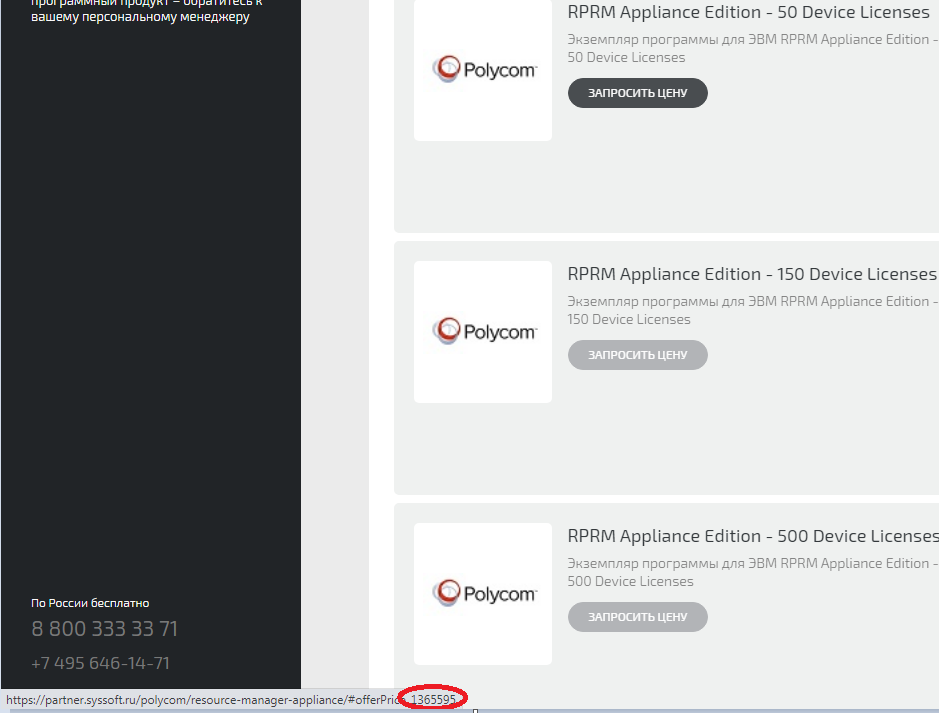 программный продукт – обратитесь к
вашему персональному менеджеру
Polycom
RPRM Appliance Edition - 50 Device Licenses
Экземпляр программы для ЭВМ RPRM Appliance Edition -
50 Device Licenses
ЗАПРОСИТЬ ЦЕНУ
Polycom
RPRM Appliance Edition - 150 Device Licenses
Экземпляр программы для ЭВМ RPRM Appliance Edition -
150 Device Licenses
ЗАПРОСИТЬ ЦЕНУ
Polycom
RPRM Appliance Edition - 500 Device Licenses
Экземпляр программы для ЭВМ RPRM Appliance Edition -
500 Device Licenses
ЗАПРОСИТЬ ЦЕНУ
По России бесплатно
8 800 333 33 71
+7 495 646-14-71
https://partner.syssoft.ru/polycom/resource-manager-appliance/#offerPrice_1365595